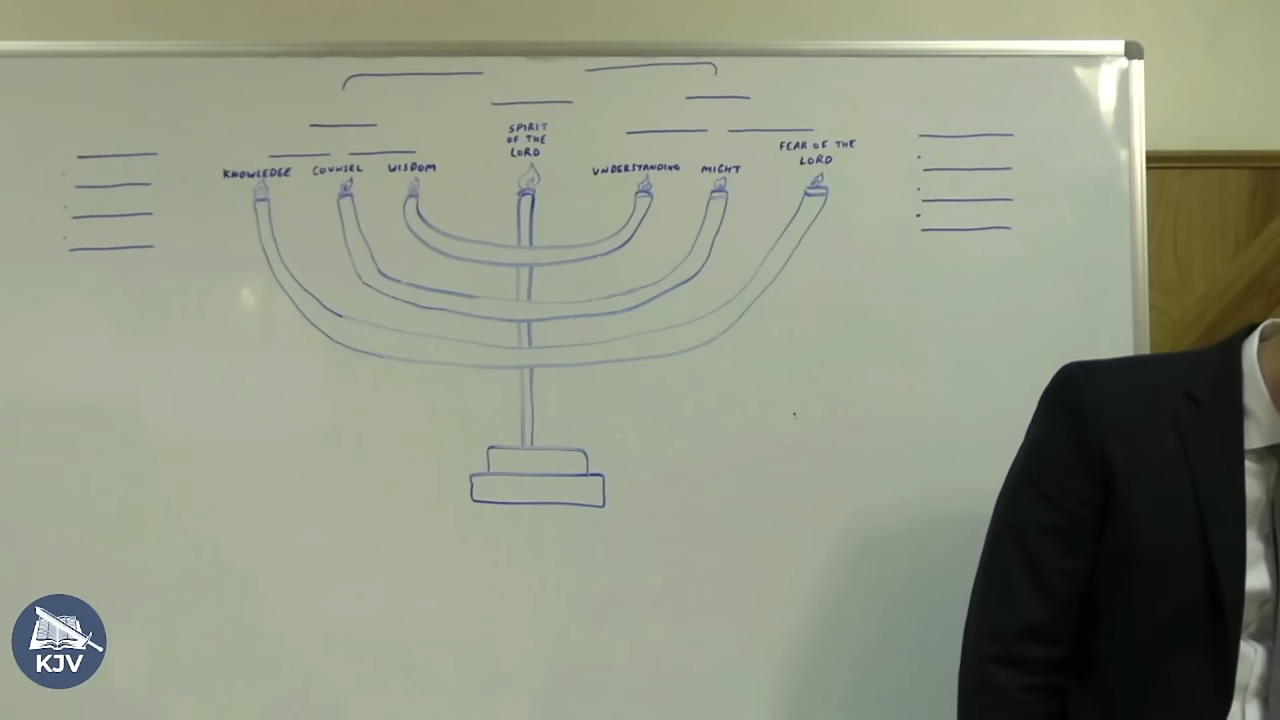 SPIRIT
OF THE
LORD
KNOWLEDGE
COUNSEL
WISDOM
UNDERSTANDING
MIGHT
FEAR OF THE
LORD
KJV